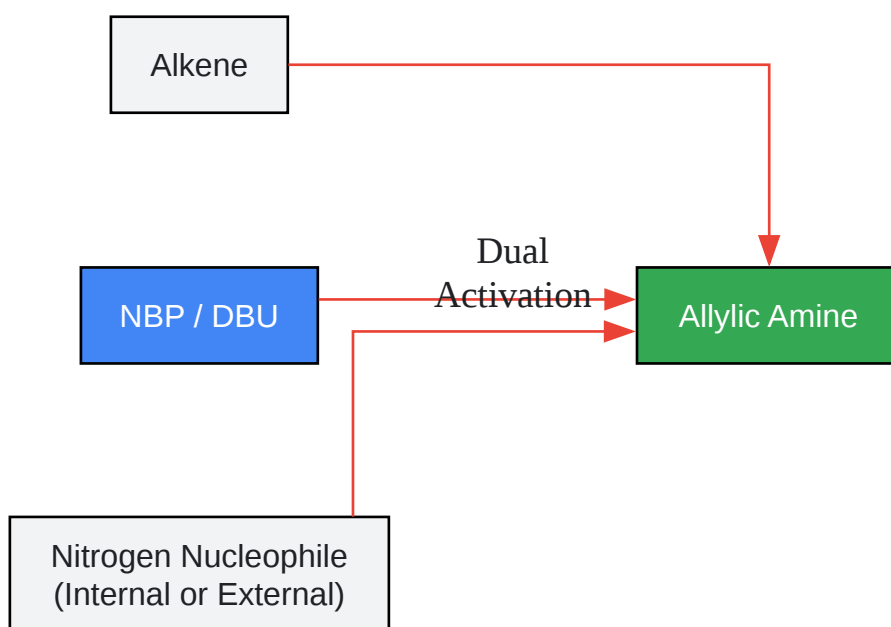 Alkene
Dual
Activation
NBP / DBU
Allylic Amine
Nitrogen Nucleophile
(Internal or External)